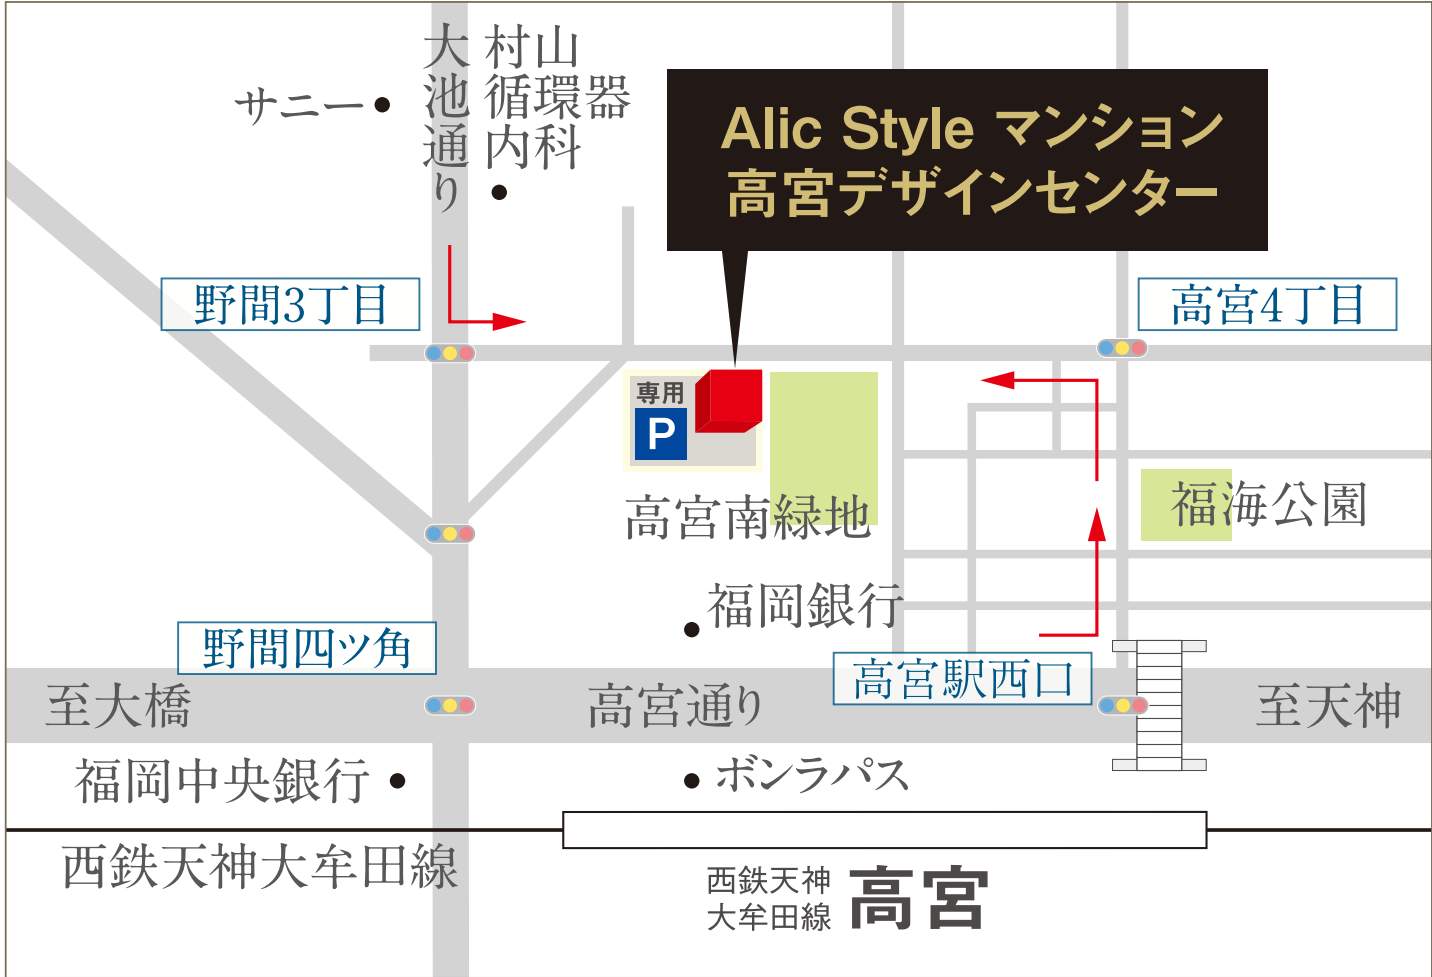 大池通り
村山
循環器
内科
サニー
Alic Style マンション
高宮デザインセンター
野間3丁目
高宮4丁目
専用
P
高宮南緑地
福海公園
福岡銀行
野間四ツ角
高宮駅西口
至大橋
高宮通り
至天神
福岡中央銀行
ボンラパス
西鉄天神大牟田線
西鉄天神
大牟田線
高宮